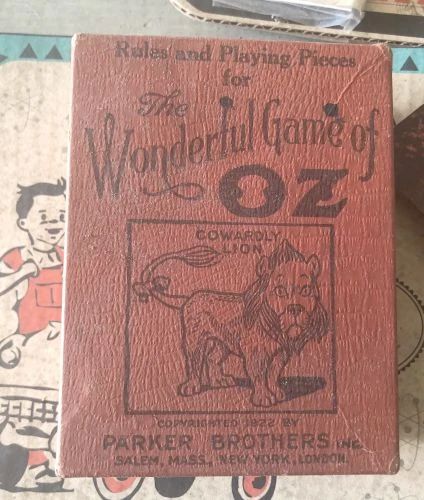 Rules and Playing Pieces
for
The
Wonderful Game of
OZ
COWARDLY
LION
COPYRIGHTED 1922 BY
PARKER BROTHERS INC.
SALEM, MASS., NEW YORK, LONDON.